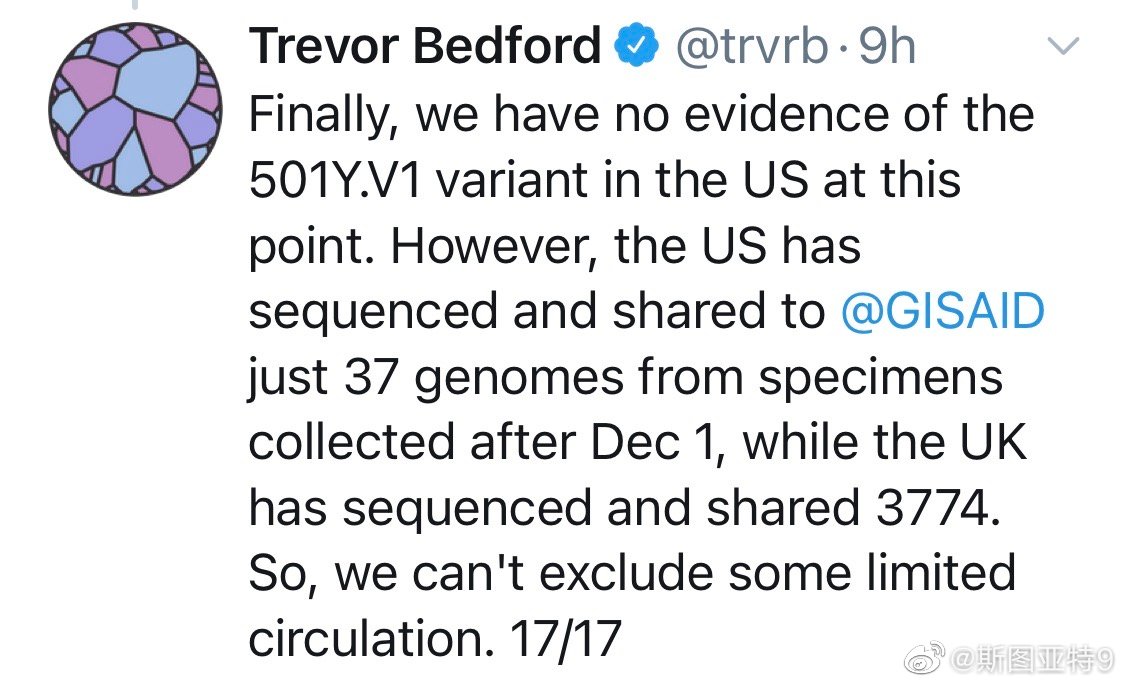 Trevor Bedford @trvrb · 9h
Finally, we have no evidence of the
501Y.V1 variant in the US at this
point. However, the US has
sequenced and shared to @GISAID
just 37 genomes from specimens
collected after Dec 1, while the UK
has sequenced and shared 3774.
So, we can't exclude some limited
circulation. 17/17
@斯图亚特9